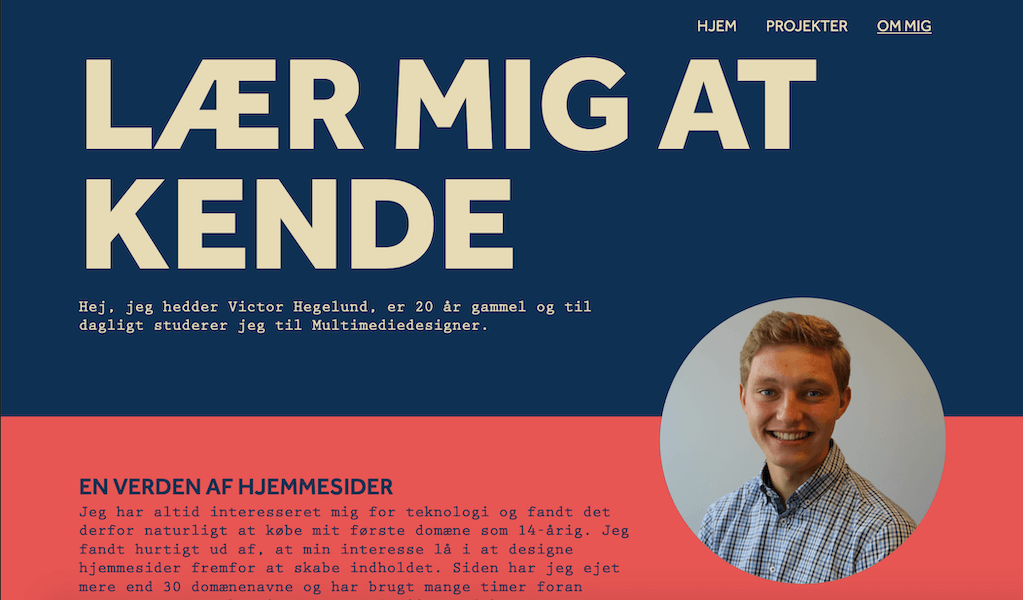 HJEM PROJEKTER OM MIG
LÆR MIG AT
KENDE
Hej, jeg hedder Victor Hegelund, er 20 år gammel og til
dagligt studerer jeg til Multimediedesigner.
EN VERDEN AF HJEMMESIDER
Jeg har altid interesseret mig for teknologi og fandt det
derfor naturligt at købe mit første domæne som 14-årig. Jeg
fandt hurtigt ud af, at min interesse lå i at designe
hjemmesider fremfor at skabe indholdet. Siden har jeg ejet
mere end 30 domænenavne og har brugt mange timer foran